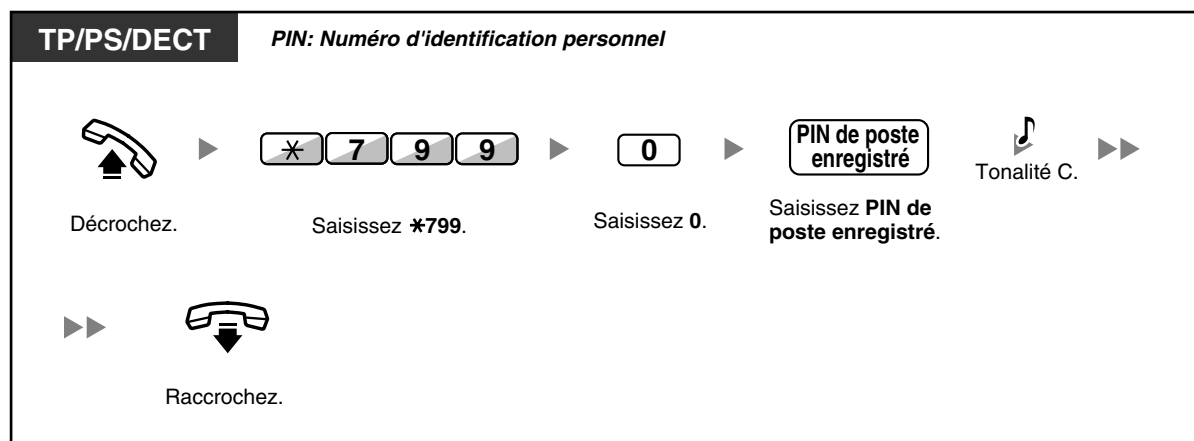 TP/PS/DECT
PIN: Numéro d'identification personnel
* 7 9 9
0
PIN de poste
enregistré
Tonalité C.
Décrochez.
Saisissez *799.
Saisissez 0.
Saisissez PIN de
poste enregistré.
Raccrochez.